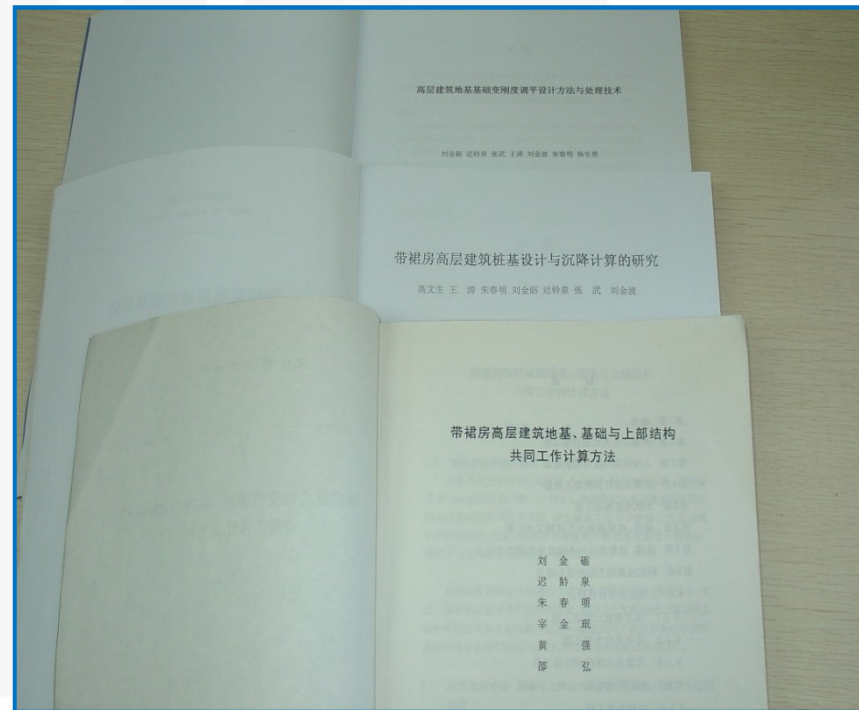 高层建筑地基基础变刚度调平设计方法与处理技术
刘金砺 迟铃泉 张武 王涛 刘金波 朱春明 杨生贵
带裙房高层建筑桩基设计与沉降计算的研究
高文生 王 涛 朱春明 刘金砺 迟铃泉 张 武 刘金波
带裙房高层建筑地基、基础与上部结构
共同工作计算方法
刘 金 砺
迟 龄 泉
朱 春 明
宰 金 珉
黄 强
邵 弘